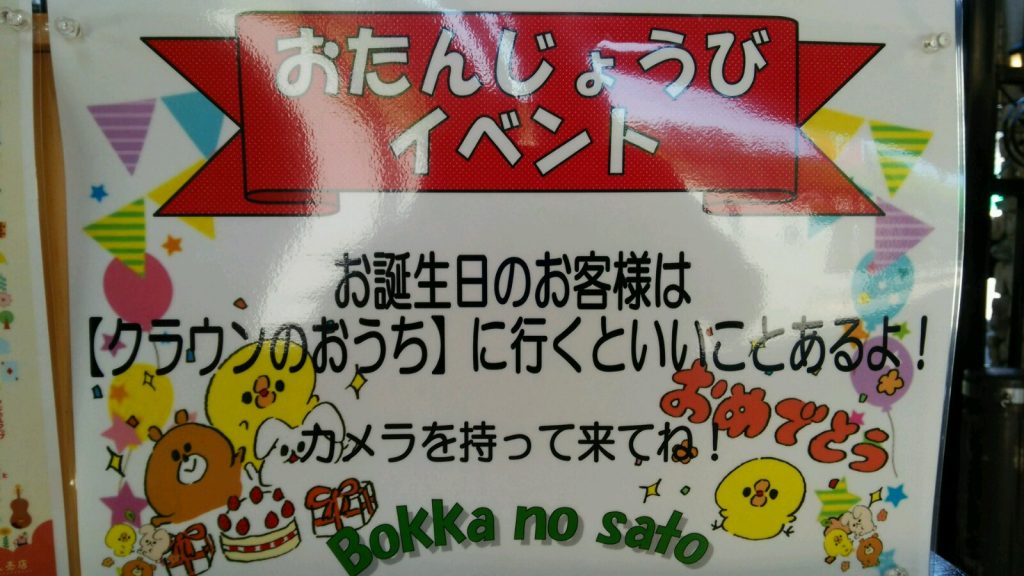 おたんじょうび
イベント
お誕生日のお客様は
【クラウンのおうち】に行くといいことあるよ！
おめでとう
カメラを持って来てね！
Bokka no sato